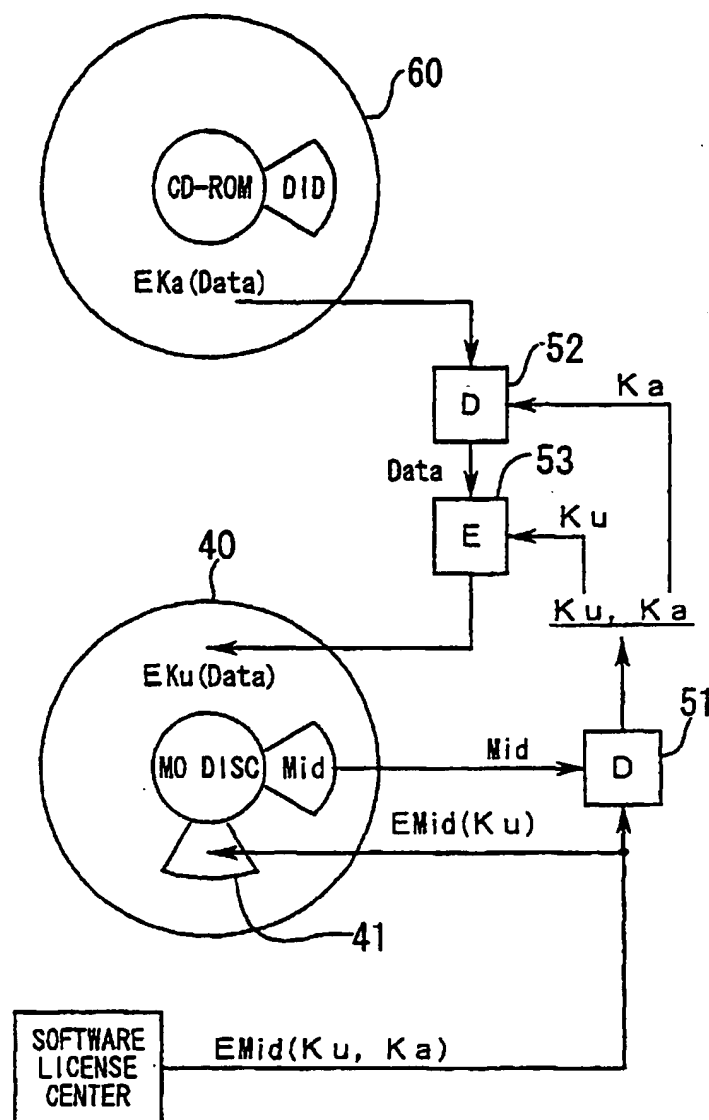 60
CD-ROM DID
EKa(Data)
52
D
Ka
Data
53
E
Ku
40
Ku, Ka
EKu(Data)
51
MO DISC Mid
Mid
D
EMid(Ku)
41
SOFTWARE
LICENSE
CENTER
EMid(Ku, Ka)